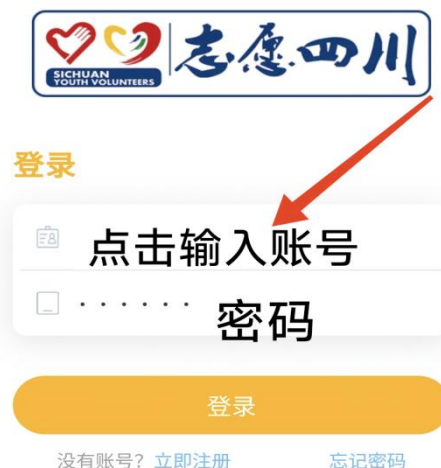 志愿四川
SICHUAN
YOUTH VOLUNTEERS
登录
点击输入账号
······ 密码
登录
没有账号？立即注册 忘记密码